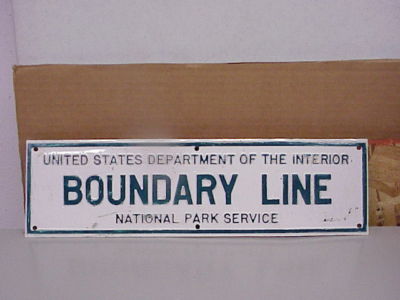 UNITED STATES DEPARTMENT OF THE INTERIOR
BOUNDARY LINE
NATIONAL PARK SERVICE